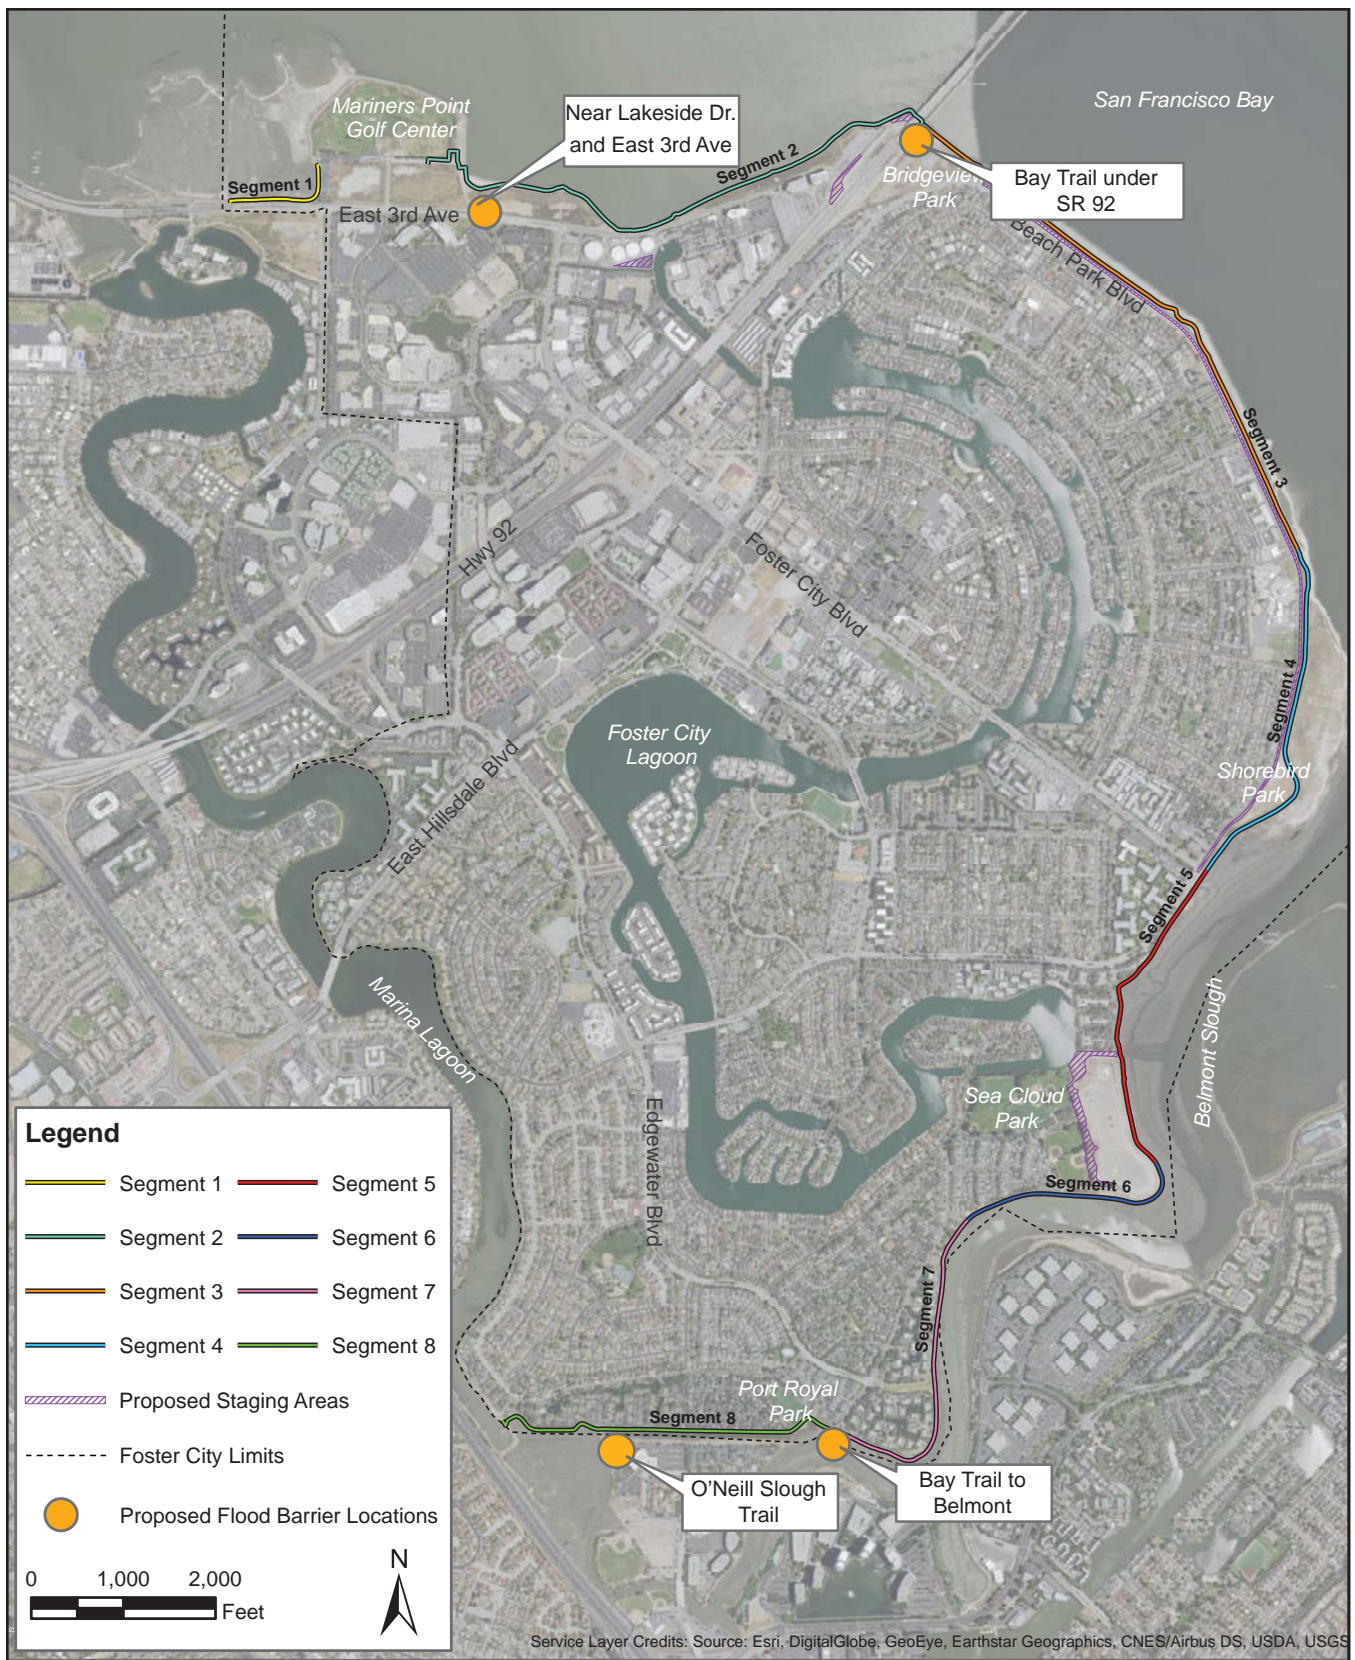 Mariners Point
Golf Center
Near Lakeside Dr.
and East 3rd Ave
San Francisco Bay
Segment 1
Segment 2
Bridgeview
Park
Bay Trail under
SR 92
East 3rd Ave
Beach Park Blvd
Segment 3
Hwy 92
Foster City Blvd
Segment 4
Foster City
Lagoon
East Hillsdale Blvd
Shorebird
Park
Segment 5
Marina Lagoon
Belmont Slough
Sea Cloud
Park
Edgewater Blvd
Segment 6
Segment 7
Port Royal
Park
Segment 8
O'Neill Slough
Trail
Bay Trail to
Belmont
Legend
Segment 1
Segment 5
Segment 2
Segment 6
Segment 3
Segment 7
Segment 4
Segment 8
Proposed Staging Areas
Foster City Limits
Proposed Flood Barrier Locations
N
0 1,000 2,000
Feet
Service Layer Credits: Source: Esri, DigitalGlobe, GeoEye, Earthstar Geographics, CNES/Airbus DS, USDA, USGS